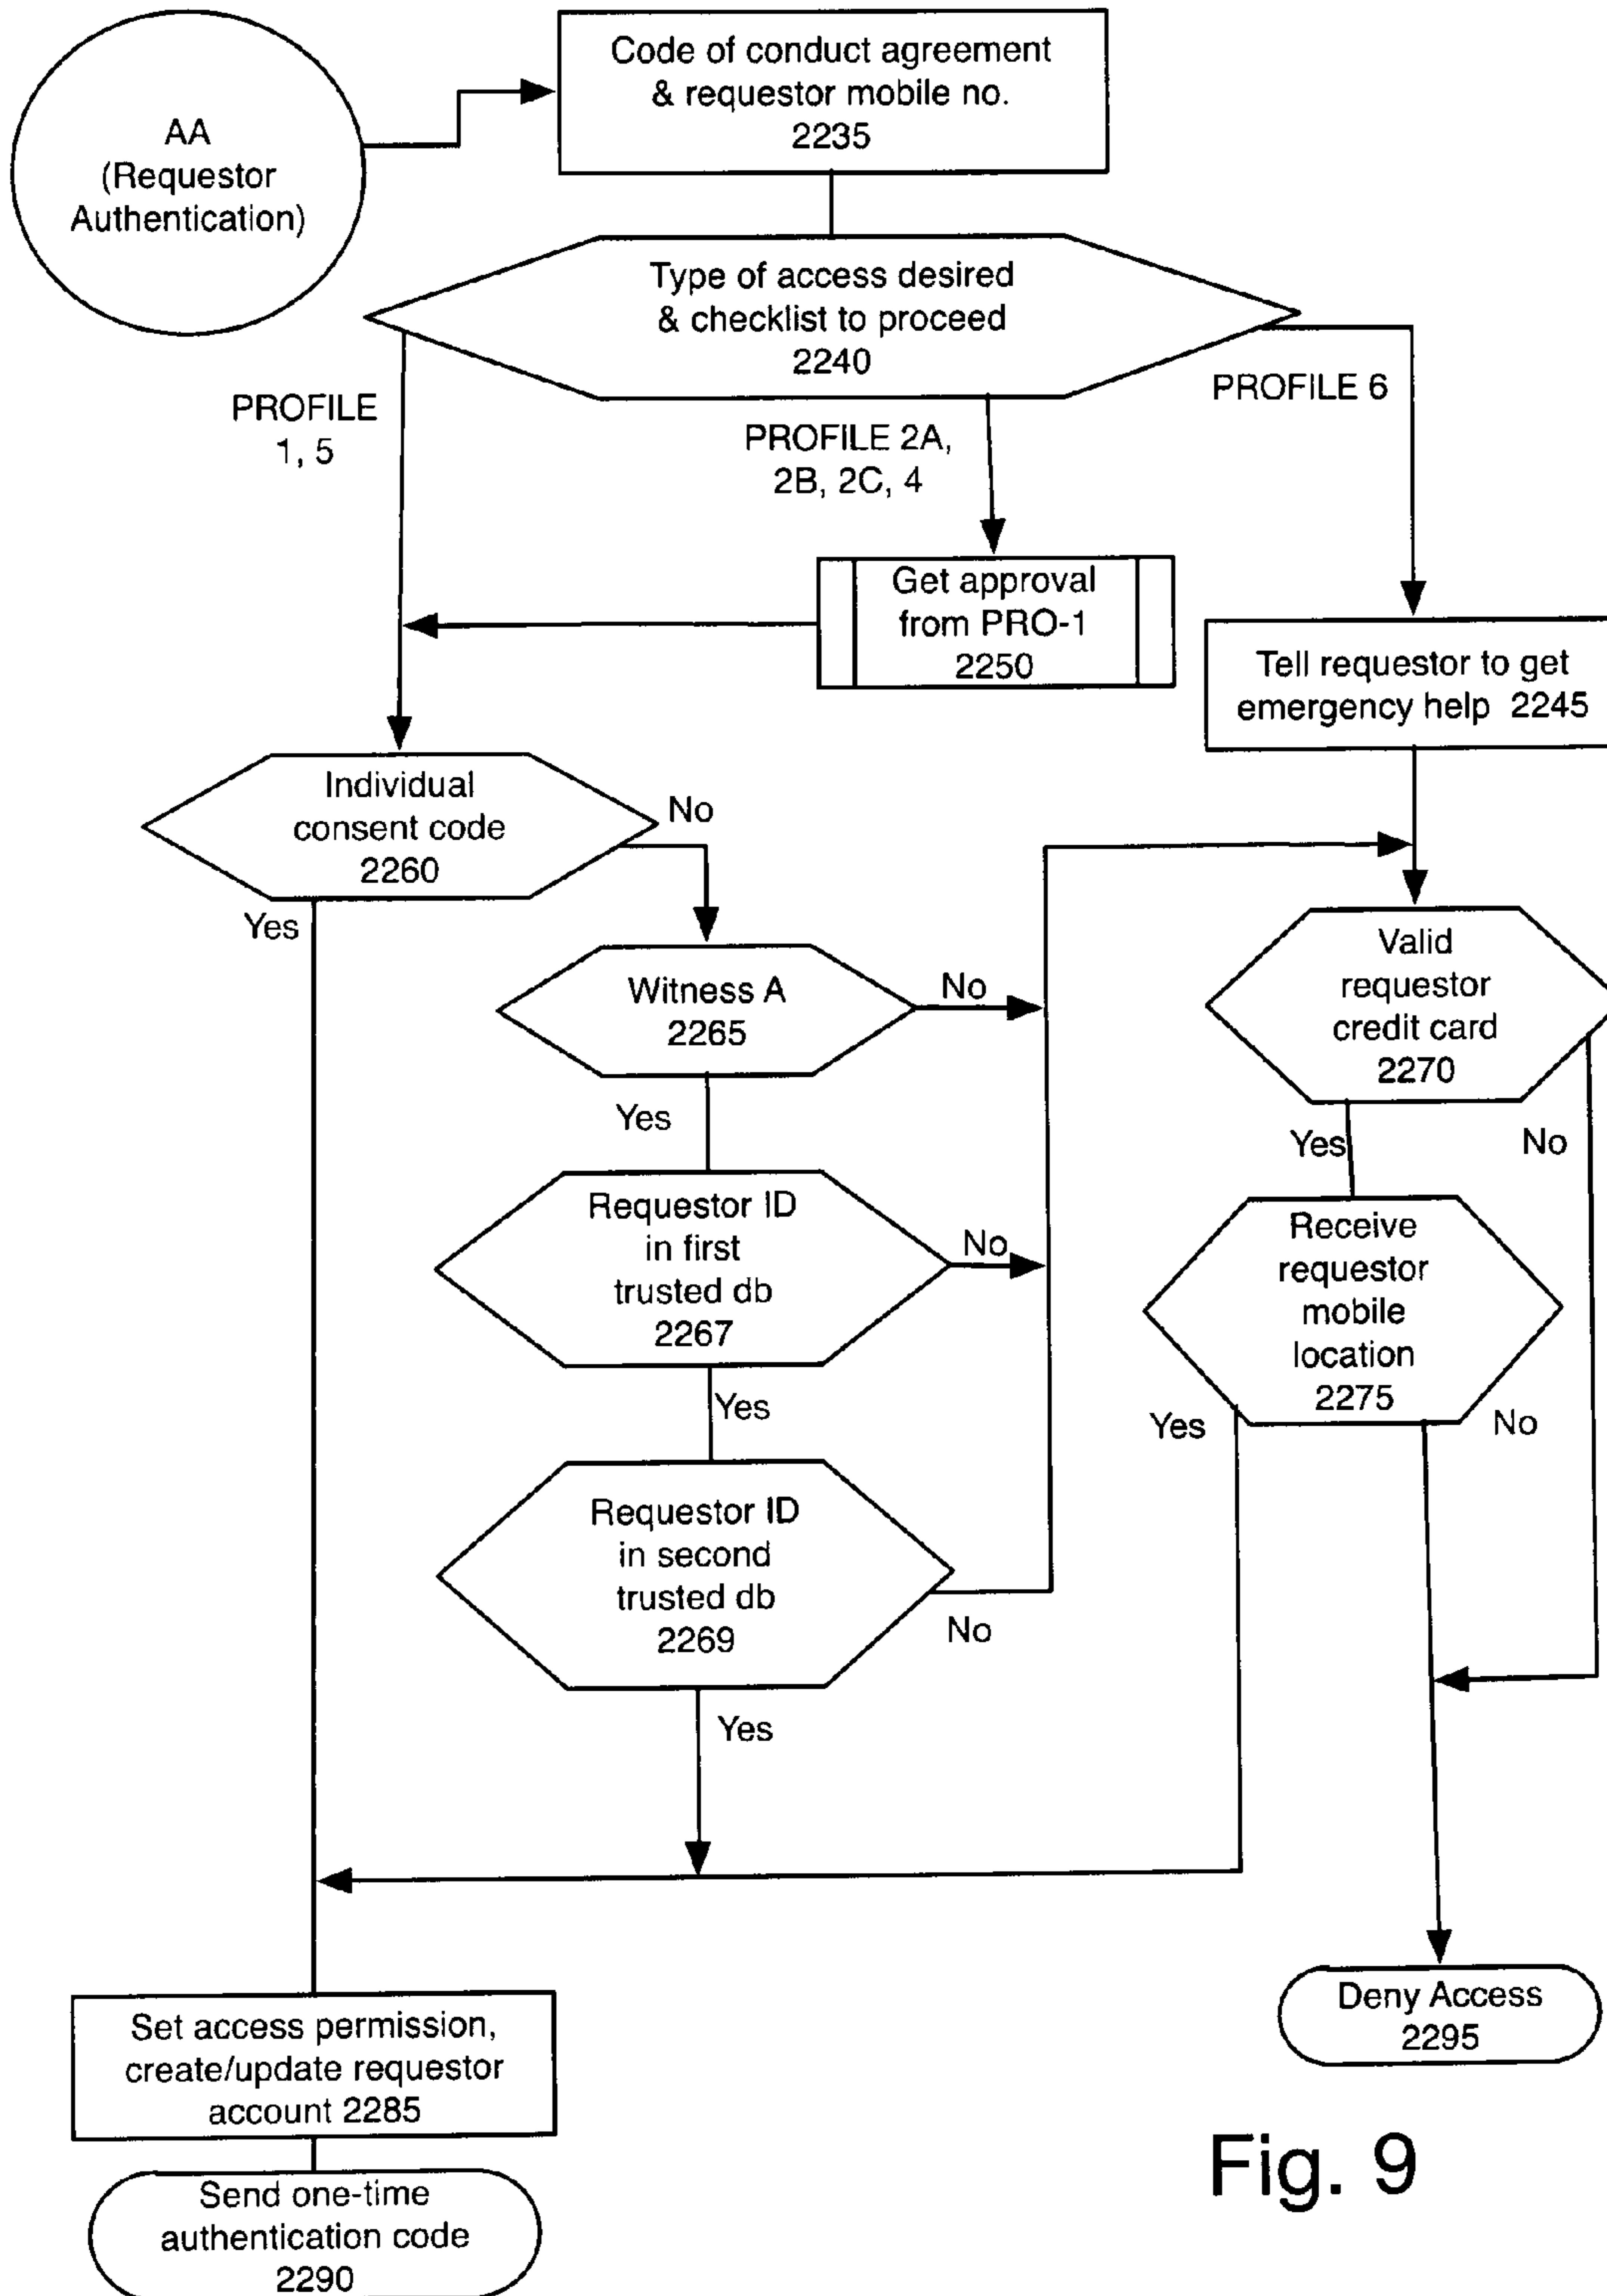 AA
(Requestor
Authentication)
Code of conduct agreement
& requestor mobile no.
2235
Type of access desired
& checklist to proceed
2240
PROFILE
1, 5
PROFILE 2A,
2B, 2C, 4
PROFILE 6
Get approval
from PRO-1
2250
Tell requestor to get
emergency help 2245
Individual
consent code
2260
No
Yes
Witness A
2265
No
Yes
Valid
requestor
credit card
2270
Yes
No
Requestor ID
in first
trusted db
2267
No
Yes
Receive
requestor
mobile
location
2275
Yes
No
Requestor ID
in second
trusted db
2269
No
Yes
Set access permission,
create/update requestor
account 2285
Deny Access
2295
Send one-time
authentication code
2290
Fig. 9